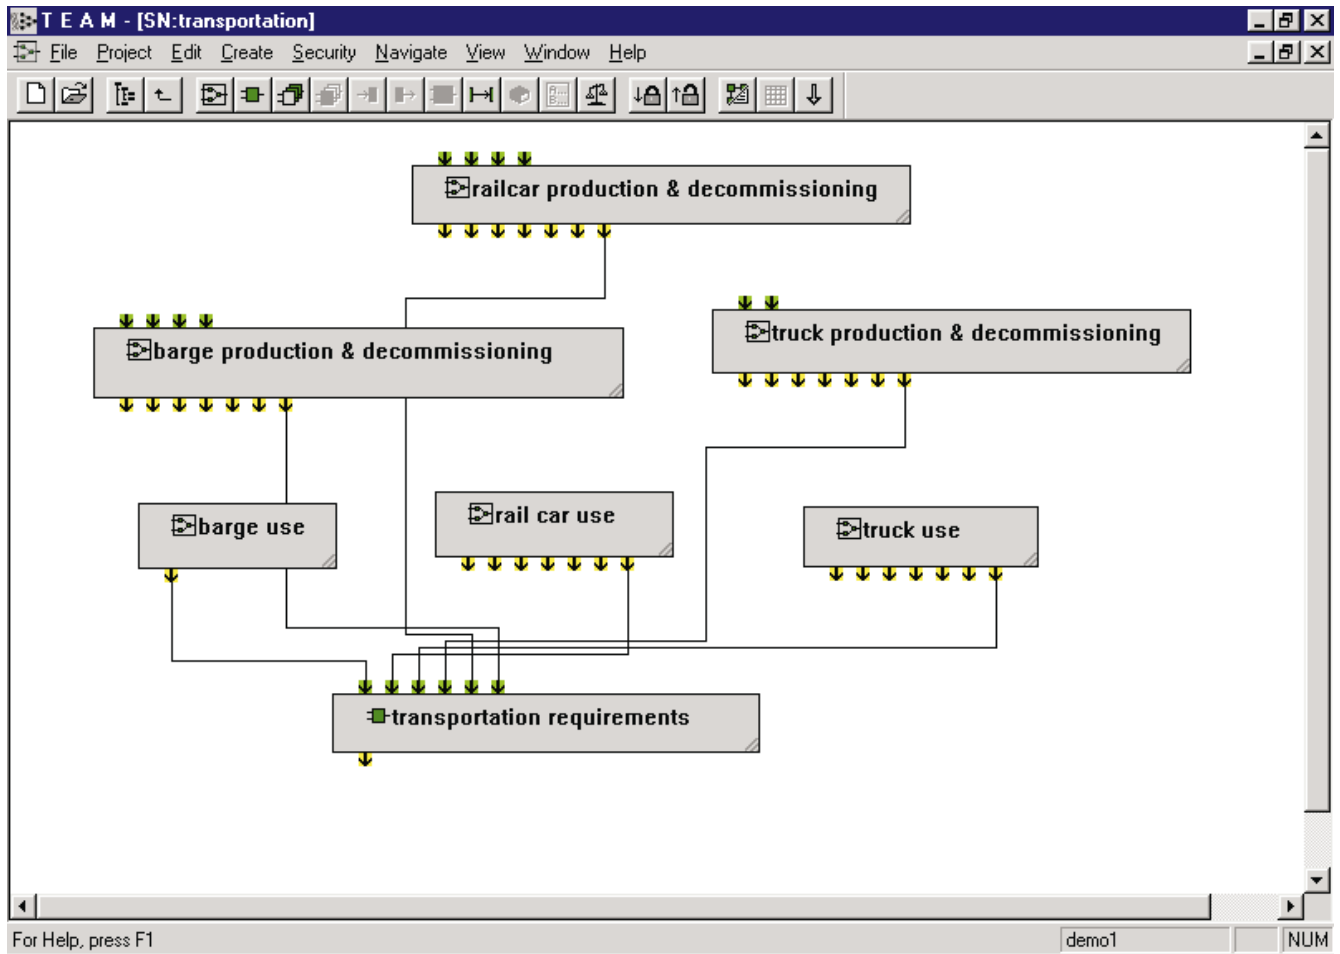 T E A M - [SN:transportation]
File Project Edit Create Security Navigate View Window Help
railcar production & decommissioning
truck production & decommissioning
barge production & decommissioning
barge use
rail car use
truck use
transportation requirements
For Help, press F1
demo1
NUM